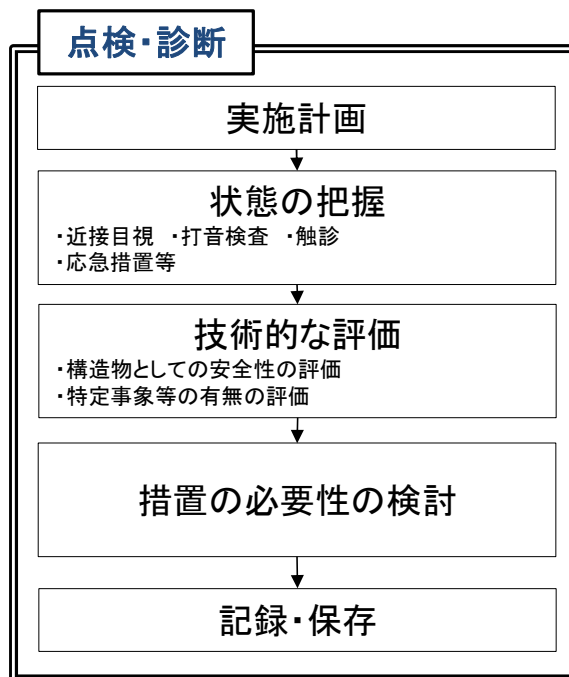 点検・診断
実施計画
状態の把握
・近接目視　・打音検査　・触診
・応急措置等
技術的な評価
・構造物としての安全性の評価
・特定事象等の有無の評価
措置の必要性の検討
記録・保存